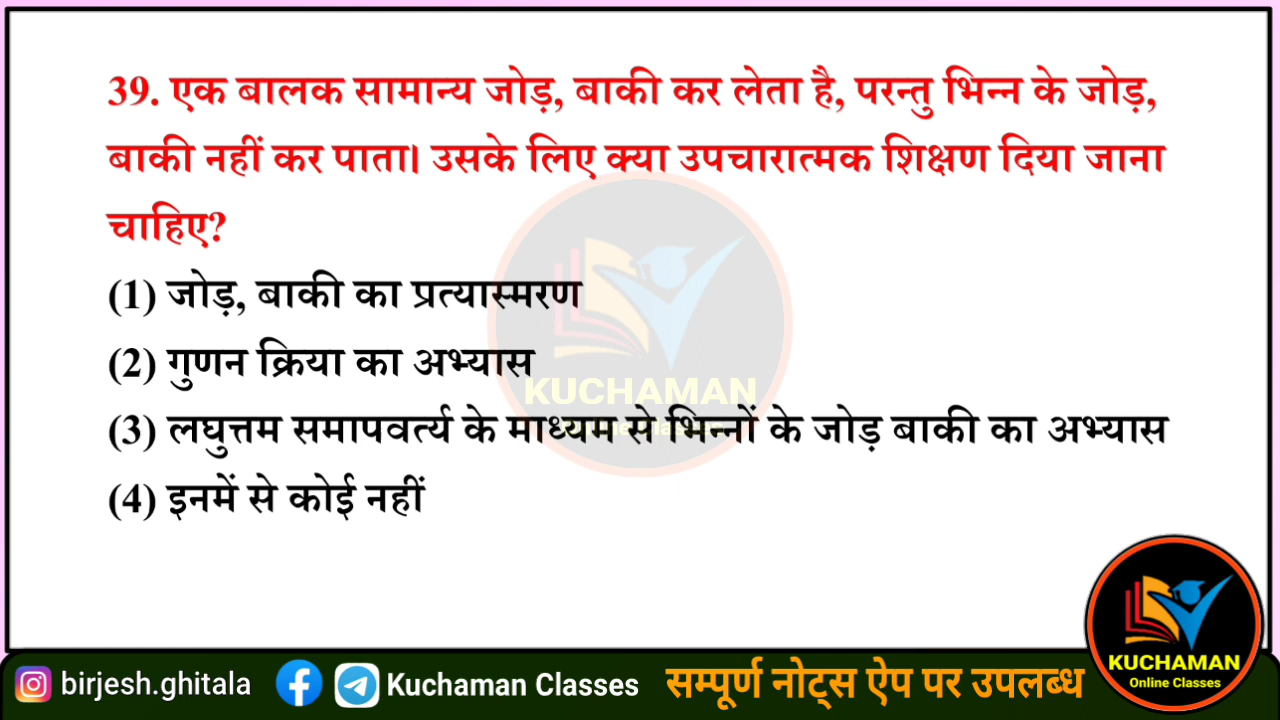 39. एक बालक सामान्य जोड़, बाकी कर लेता है, परन्तु भिन्न के जोड़,
बाकी नहीं कर पाता। उसके लिए क्या उपचारात्मक शिक्षण दिया जाना
चाहिए?
(1) जोड़, बाकी का प्रत्यास्मरण
(2) गुणन क्रिया का अभ्यास
KUCHAMAN
Online Classes
(3) लघुत्तम समापवर्त्य के माध्यम से भिन्नों के जोड़ बाकी का अभ्यास
(4) इनमें से कोई नहीं
KUCHAMAN
Online Classes
birjesh.ghitala
Kuchaman Classes
सम्पूर्ण नोट्स ऐप पर उपलब्ध